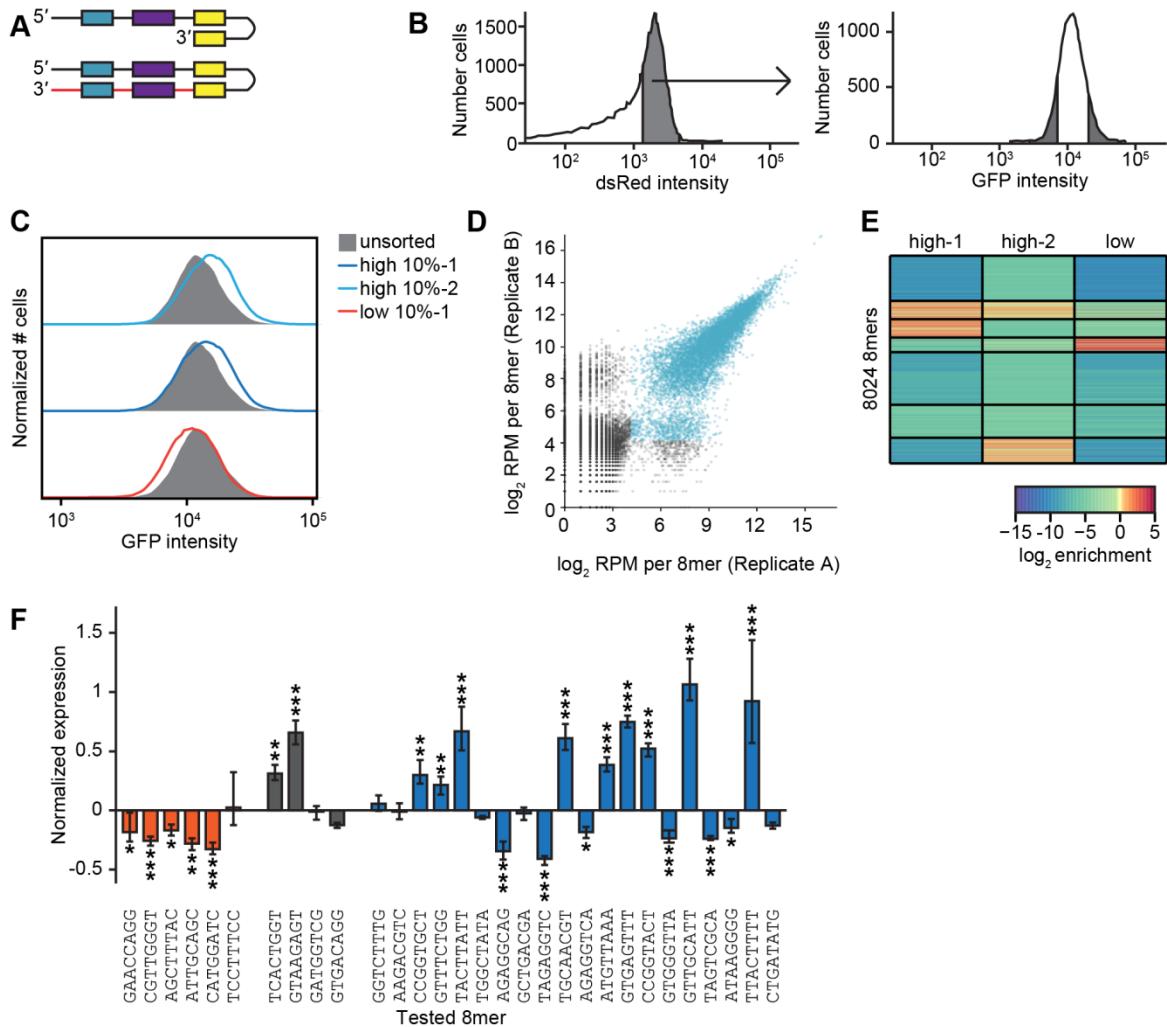 A
5′
3′
5′
3′
B
Number cells
1500
1000
500
0
10² 10³ 10⁴ 10⁵
dsRed intensity
Number cells
1000
500
0
10² 10³ 10⁴ 10⁵
GFP intensity
C
Normalized # cells
10³ 10⁴ 10⁵
GFP intensity
unsorted
high 10%-1
high 10%-2
low 10%-1
D
log₂ RPM per 8mer (Replicate B)
16
14
12
10
8
6
4
2
0
0 3 6 9 12 15
log₂ RPM per 8mer (Replicate A)
E
high-1 high-2 low
8024 8mers
−15 −10 −5 0 5
log₂ enrichment
F
Normalized expression
1.5
1
0.5
0
-0.5
* *** * ** *** ** *** ** ** *** *** *** *** * *** *** *** *** *** *** * ***
GAACCAGG
CGTTGGGT
AGCTTTAC
ATTGCAGC
CATGGATC
TCCTTTCC
TCACTGGT
GTAAGAGT
GATGGTCG
GTGACAGG
GGTCTTTG
AAGACGTC
CCGGTGCT
GTTTCTGG
TACTTATT
TGGCTATA
AGAGGCAG
GCTGACGA
TAGAGGTC
TGCAACGT
AGAGGTCA
ATGTTAAA
GTGAGTTT
CCGGTACT
GTGGGTTA
GTTGCATT
TAGTCGCA
ATAAGGGG
TTACTTTT
CTGATATG
Tested 8mer